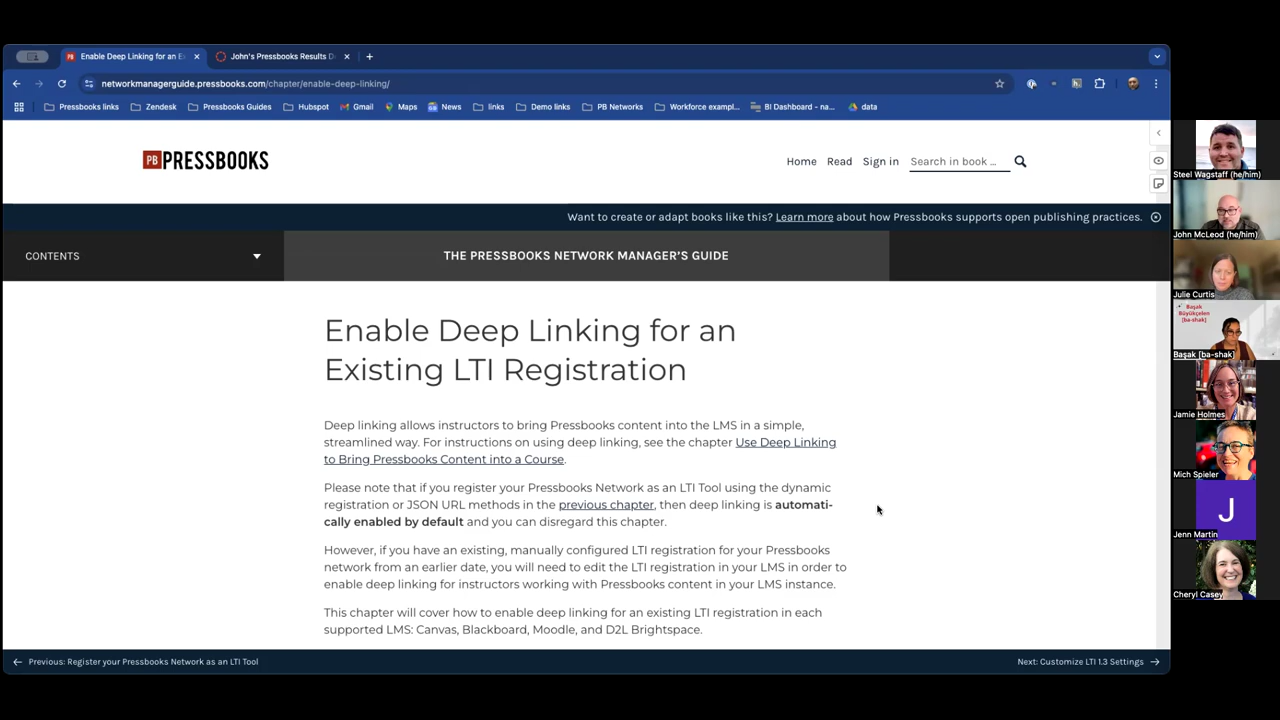 Enable Deep Linking for an E
John's Pressbooks Results D
networkmanagerguide.pressbooks.com/chapter/enable-deep-linking/
Pressbooks links
Zendesk
Pressbooks Guides
Hubspot
Gmail
Maps
News
links
Demo links
PB Networks
Workforce exampl...
BI Dashboard - na...
data
PB PRESSBOOKS
Home
Read
Sign in
Search in book ...
Want to create or adapt books like this? Learn more about how Pressbooks supports open publishing practices.
CONTENTS
THE PRESSBOOKS NETWORK MANAGER'S GUIDE
Enable Deep Linking for an
Existing LTI Registration
Deep linking allows instructors to bring Pressbooks content into the LMS in a simple,
streamlined way. For instructions on using deep linking, see the chapter Use Deep Linking
to Bring Pressbooks Content into a Course.
Please note that if you register your Pressbooks Network as an LTI Tool using the dynamic
registration or JSON URL methods in the previous chapter, then deep linking is automati-
cally enabled by default and you can disregard this chapter.
However, if you have an existing, manually configured LTI registration for your Pressbooks
network from an earlier date, you will need to edit the LTI registration in your LMS in order to
enable deep linking for instructors working with Pressbooks content in your LMS instance.
This chapter will cover how to enable deep linking for an existing LTI registration in each
supported LMS: Canvas, Blackboard, Moodle, and D2L Brightspace.
Previous: Register your Pressbooks Network as an LTI Tool
Next: Customize LTI 1.3 Settings
Steel Wagstaff (he/him)
John McLeod (he/him)
Julie Curtis
Başak
Büyükçelen
[ba-shak]
Başak [ba-shak]
Jamie Holmes
Mich Spieler
J
Jenn Martin
Cheryl Casey